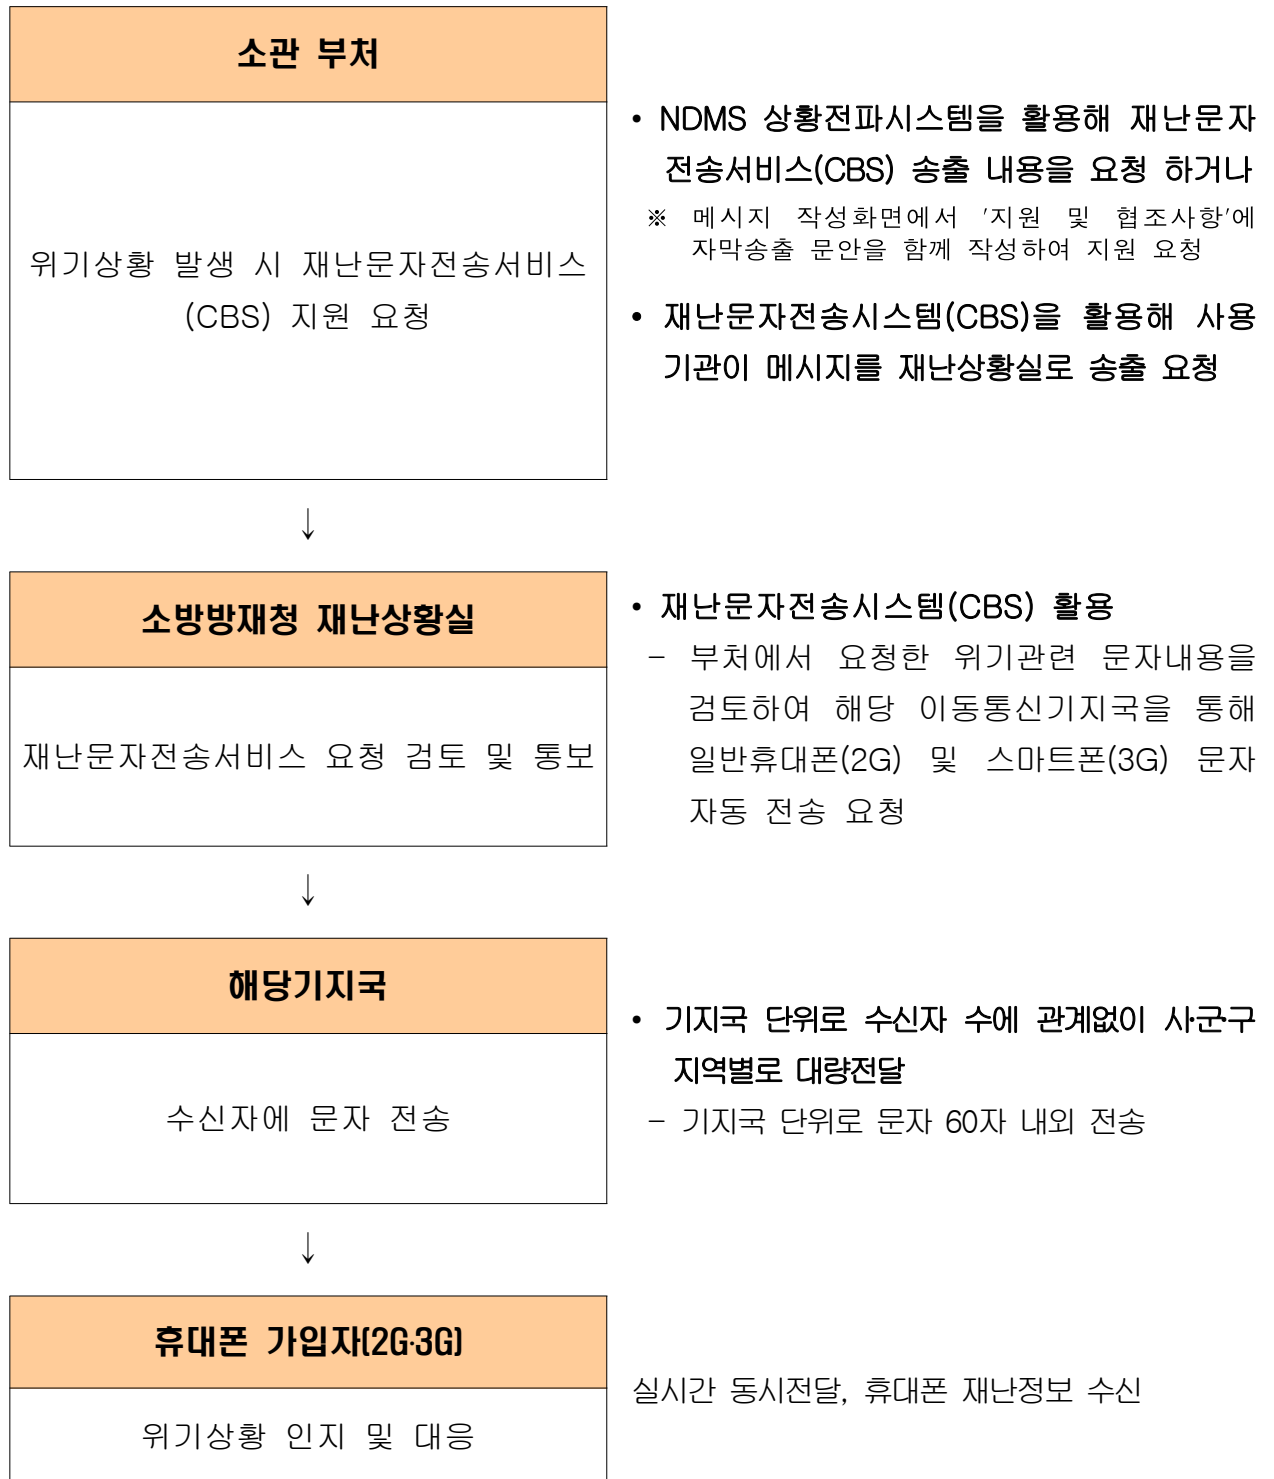 소관 부처
위기상황 발생 시 재난문자전송서비스
(CBS) 지원 요청
• NDMS 상황전파시스템을 활용해 재난문자
전송서비스(CBS) 송출 내용을 요청 하거나
※ 메시지 작성화면에서 '지원 및 협조사항'에
자막송출 문안을 함께 작성하여 지원 요청
• 재난문자전송시스템(CBS)을 활용해 사용
기관이 메시지를 재난상황실로 송출 요청
↓
소방방재청 재난상황실
재난문자전송서비스 요청 검토 및 통보
• 재난문자전송시스템(CBS) 활용
- 부처에서 요청한 위기관련 문자내용을
검토하여 해당 이동통신기지국을 통해
일반휴대폰(2G) 및 스마트폰(3G) 문자
자동 전송 요청
↓
해당기지국
수신자에 문자 전송
• 기지국 단위로 수신자 수에 관계없이 시·군·구
지역별로 대량전달
- 기지국 단위로 문자 60자 내외 전송
↓
휴대폰 가입자(2G·3G)
위기상황 인지 및 대응
실시간 동시전달, 휴대폰 재난정보 수신